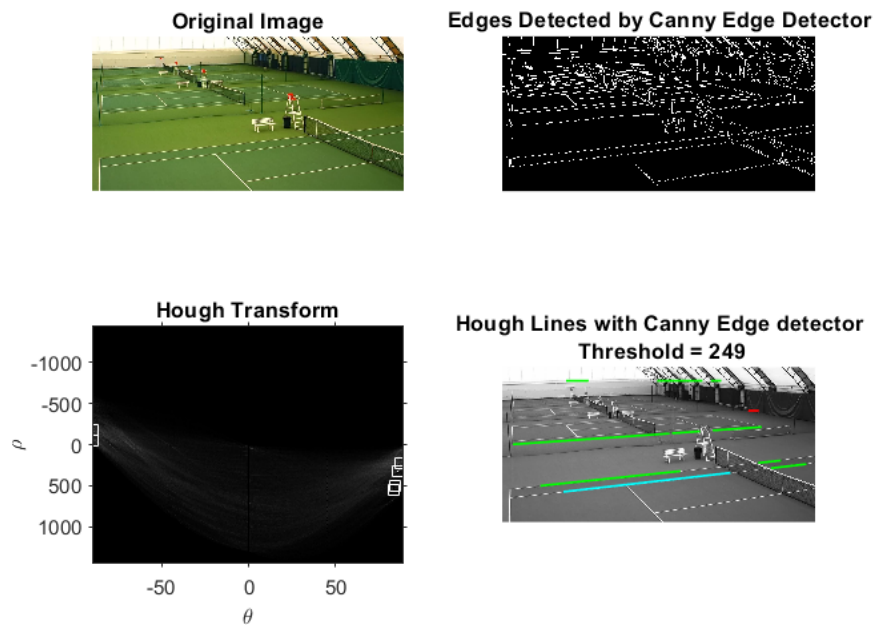 Original Image
Edges Detected by Canny Edge Detector
Hough Transform
-1000
-500
0
500
1000
ρ
-50
0
50
θ
Hough Lines with Canny Edge detector
Threshold = 249